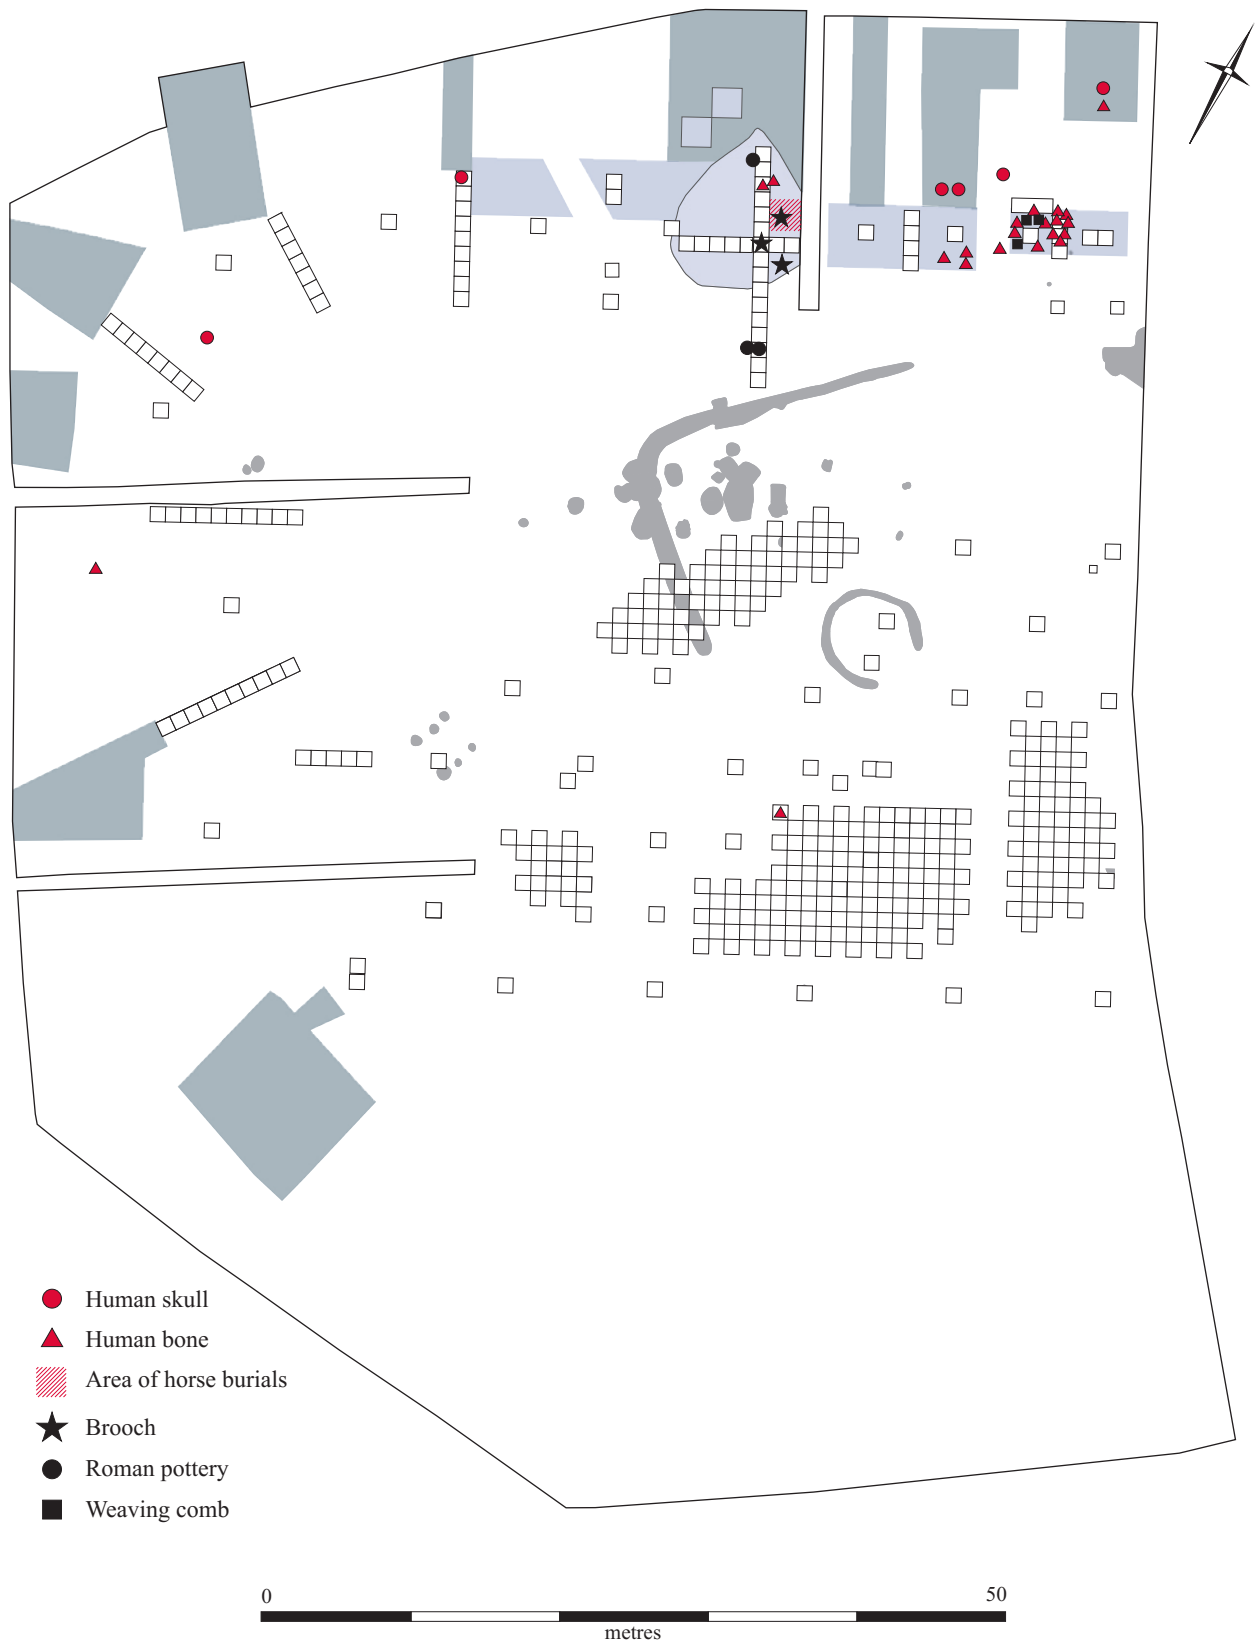 Human skull
Human bone
Area of horse burials
Brooch
Roman pottery
Weaving comb
0 50
metres